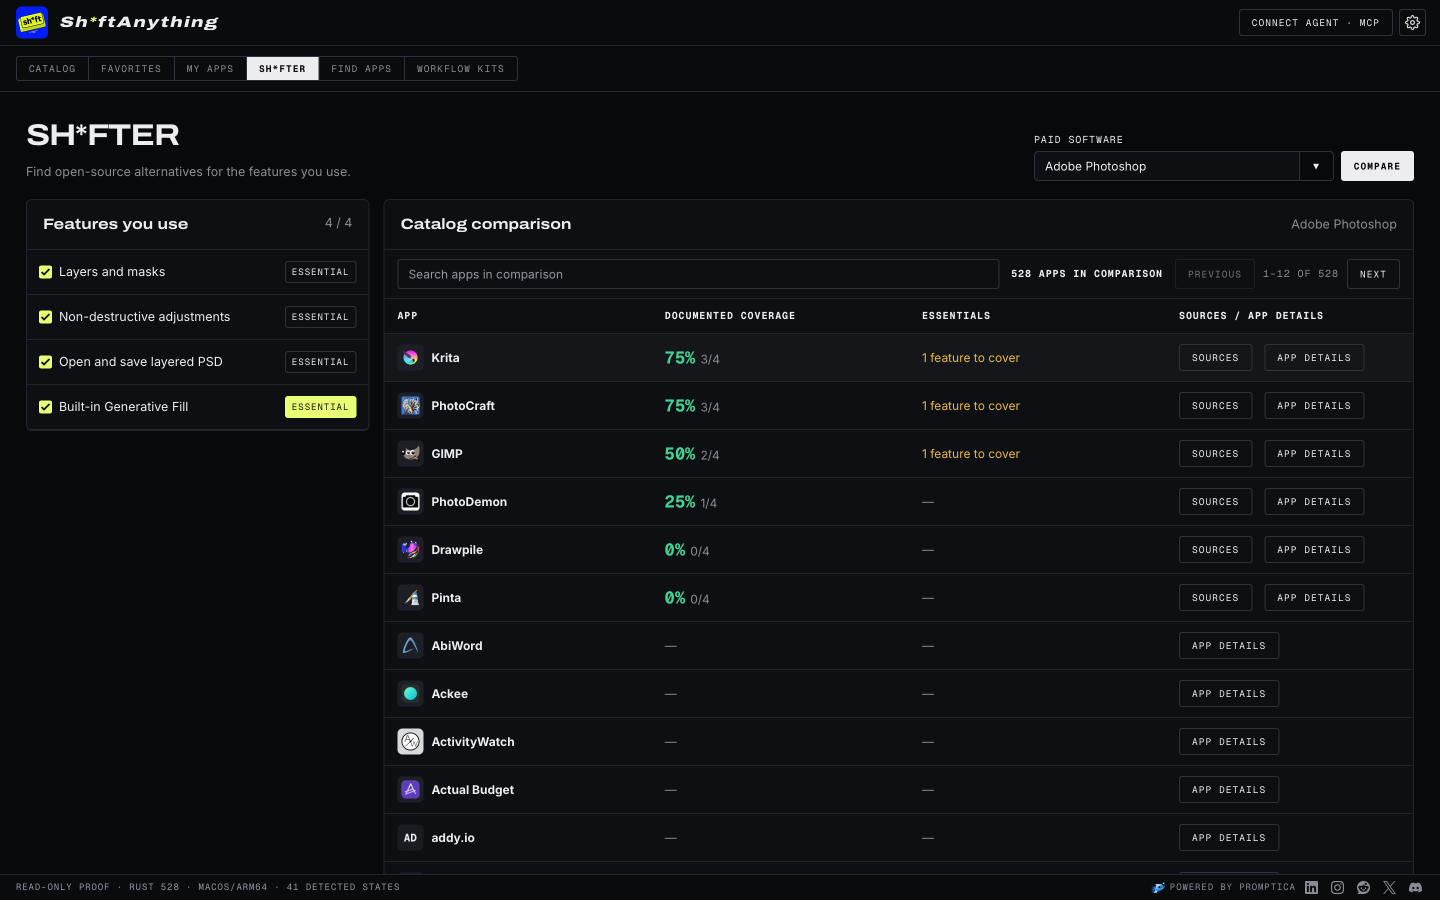 sh*ft
Sh*ftAnything
CONNECT AGENT · MCP
CATALOG
FAVORITES
MY APPS
SH*FTER
FIND APPS
WORKFLOW KITS
SH*FTER
Find open-source alternatives for the features you use.
PAID SOFTWARE
Adobe Photoshop
COMPARE
Features you use 4 / 4
Layers and masks ESSENTIAL
Non-destructive adjustments ESSENTIAL
Open and save layered PSD ESSENTIAL
Built-in Generative Fill ESSENTIAL
Catalog comparison Adobe Photoshop
Search apps in comparison 528 APPS IN COMPARISON PREVIOUS 1–12 OF 528 NEXT
APP DOCUMENTED COVERAGE ESSENTIALS SOURCES / APP DETAILS
Krita 75% 3/4 1 feature to cover SOURCES APP DETAILS
PhotoCraft 75% 3/4 1 feature to cover SOURCES APP DETAILS
GIMP 50% 2/4 1 feature to cover SOURCES APP DETAILS
PhotoDemon 25% 1/4 — SOURCES APP DETAILS
Drawpile 0% 0/4 — SOURCES APP DETAILS
Pinta 0% 0/4 — SOURCES APP DETAILS
AbiWord — — APP DETAILS
Ackee — — APP DETAILS
ActivityWatch — — APP DETAILS
Actual Budget — — APP DETAILS
AD addy.io — — APP DETAILS
READ-ONLY PROOF · RUST 528 · MACOS/ARM64 · 41 DETECTED STATES
POWERED BY PROMPTICA